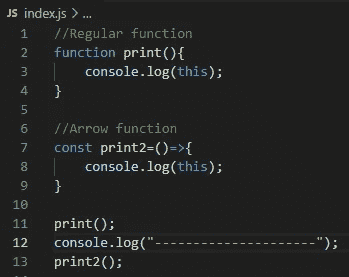 JS index.js > ...
1 //Regular function
2 function print(){
3     console.log(this);
4 }
5
6 //Arrow function
7 const print2=()=>{
8     console.log(this);
9 }
10
11 print();
12 console.log("---------------------");
13 print2();